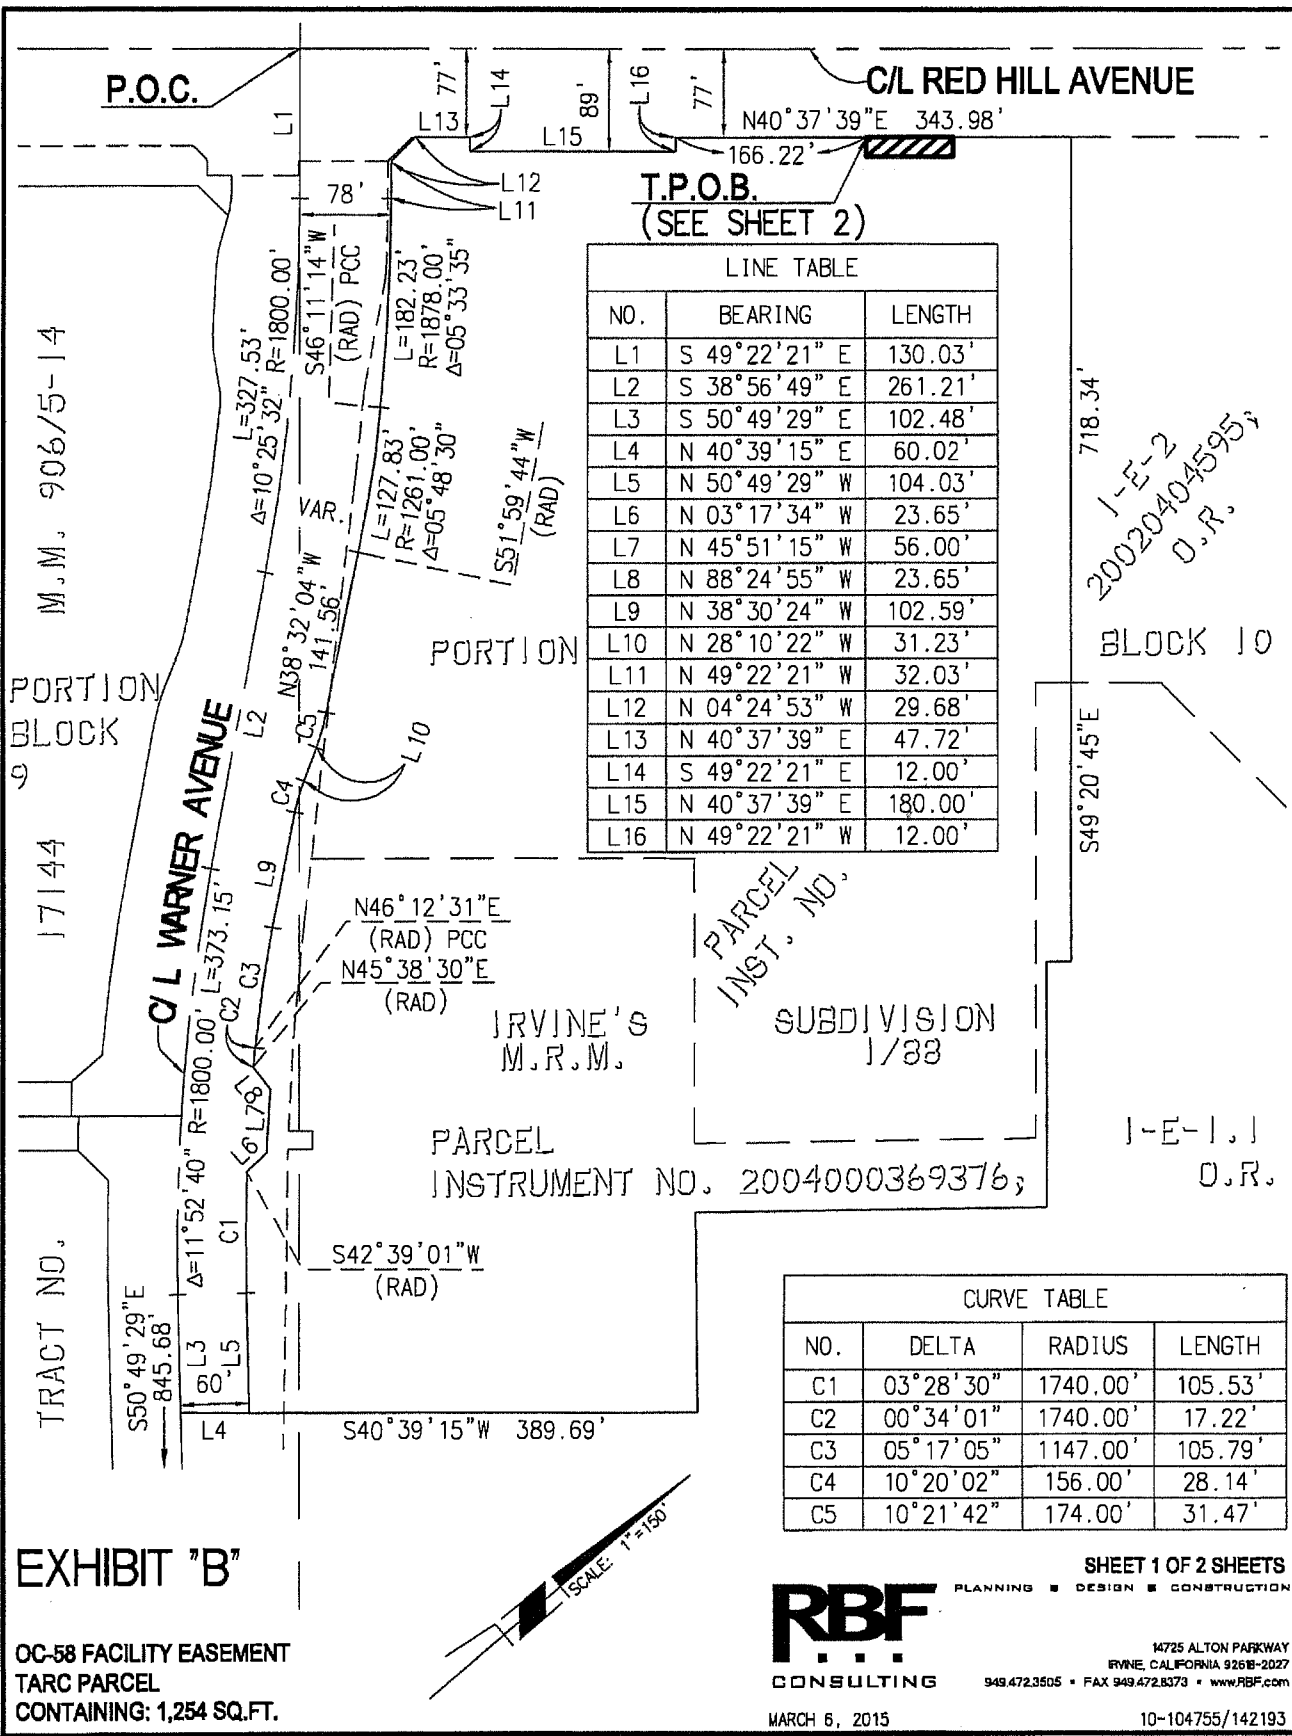 P.O.C.
C/L RED HILL AVENUE
77'
L14
89'
L16
77'
L1
L13
L15
N40°37'39"E 343.98'
166.22'
L12
L11
78'
T.P.O.B.
(SEE SHEET 2)
S46°11'14"W
(RAD) PCC
L=327.53'
R=1800.00'
Δ=10°25'32"
L=182.23'
R=1878.00'
Δ=05°33'35"
L=127.83'
R=1261.00'
Δ=05°48'30"
S51°59'44"W
(RAD)
VAR.
N38°32'04"W
141.56'
L2
C5
L10
C4
L9
M.M. 906/5-14
PORTION
BLOCK
9
17144
TRACT NO.
C/L WARNER AVENUE
PORTION
LINE TABLE
NO. BEARING LENGTH
L1 S 49°22'21" E 130.03'
L2 S 38°56'49" E 261.21'
L3 S 50°49'29" E 102.48'
L4 N 40°39'15" E 60.02'
L5 N 50°49'29" W 104.03'
L6 N 03°17'34" W 23.65'
L7 N 45°51'15" W 56.00'
L8 N 88°24'55" W 23.65'
L9 N 38°30'24" W 102.59'
L10 N 28°10'22" W 31.23'
L11 N 49°22'21" W 32.03'
L12 N 04°24'53" W 29.68'
L13 N 40°37'39" E 47.72'
L14 S 49°22'21" E 12.00'
L15 N 40°37'39" E 180.00'
L16 N 49°22'21" W 12.00'
718.34'
S49°20'45"E
1-E-2
20020404595;
O.R.
BLOCK 10
PARCEL
INST. NO.
N46°12'31"E
(RAD) PCC
N45°38'30"E
(RAD)
C3
C2
R=1800.00' L=373.15'
Δ=11°52'40"
L8
L7
L6
C1
IRVINE'S
M.R.M.
SUBDIVISION
1/88
PARCEL
INSTRUMENT NO. 2004000369376;
1-E-1.1
O.R.
S42°39'01"W
(RAD)
S50°49'29"E
845.68'
L3
L5
60'
L4
S40°39'15"W 389.69'
CURVE TABLE
NO. DELTA RADIUS LENGTH
C1 03°28'30" 1740.00' 105.53'
C2 00°34'01" 1740.00' 17.22'
C3 05°17'05" 1147.00' 105.79'
C4 10°20'02" 156.00' 28.14'
C5 10°21'42" 174.00' 31.47'
SCALE: 1"=150'
EXHIBIT "B"
OC-58 FACILITY EASEMENT
TARC PARCEL
CONTAINING: 1,254 SQ.FT.
SHEET 1 OF 2 SHEETS
PLANNING ■ DESIGN ■ CONSTRUCTION
RBF
CONSULTING
14725 ALTON PARKWAY
IRVINE, CALIFORNIA 92618-2027
949.472.3505 • FAX 949.472.8373 • www.RBF.com
MARCH 6, 2015
10-104755/142193